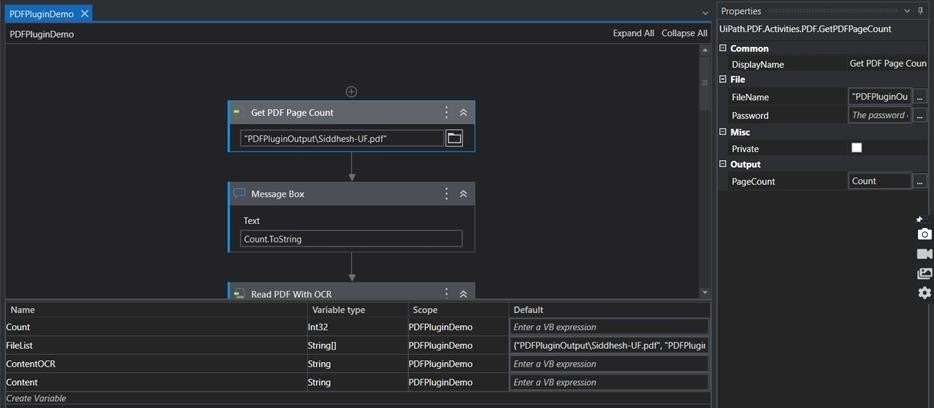 PDFPluginDemo
PDFPluginDemo
Expand All Collapse All
Get PDF Page Count
"PDFPluginOutput\Siddhesh-UF.pdf"
Message Box
Text
Count.ToString
Read PDF With OCR
Name Variable type Scope Default
Count Int32 PDFPluginDemo Enter a VB expression
FileList String[] PDFPluginDemo {"PDFPluginOutput\Siddhesh-UF.pdf", "PDFPlugin
ContentOCR String PDFPluginDemo Enter a VB expression
Content String PDFPluginDemo Enter a VB expression
Create Variable
Properties
UiPath.PDF.Activities.PDF.GetPDFPageCount
Common
DisplayName Get PDF Page Coun
File
FileName "PDFPluginOu ...
Password The password ...
Misc
Private
Output
PageCount Count ...